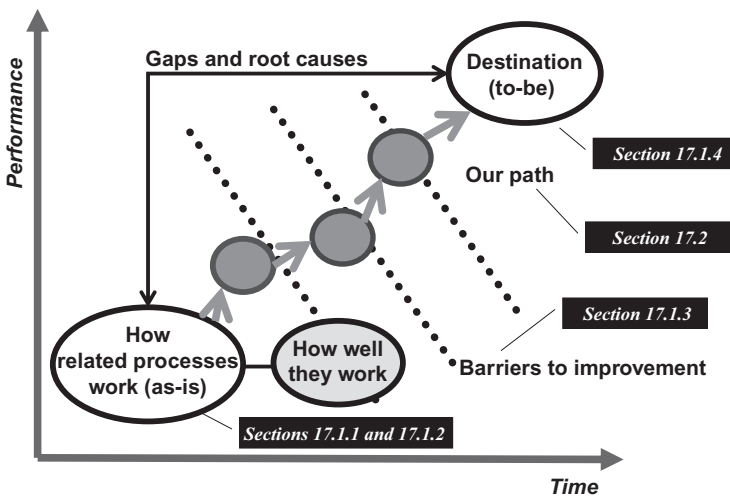 Performance
Gaps and root causes
Destination
(to-be)
Section 17.1.4
Our path
Section 17.2
Section 17.1.3
How
related processes
work (as-is)
How well
they work
Barriers to improvement
Sections 17.1.1 and 17.1.2
Time